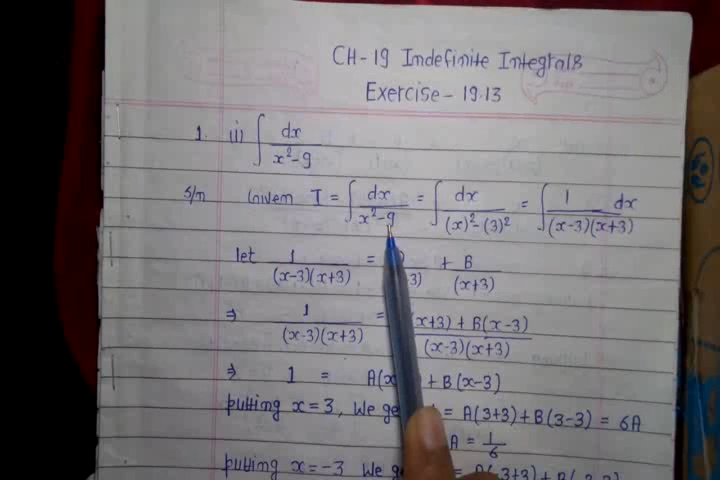 CH-19 Indefinite Integrals
Exercise - 19.13
1. (i) ∫ dx / x²-9
S/n Given I = ∫ dx / x²-9 = ∫ dx / (x)²-(3)² = ∫ 1 / (x-3)(x+3) dx
let 1 / (x-3)(x+3) = + B / (x+3)
⇒ 1 / (x-3)(x+3) = (x+3) + B(x-3) / (x-3)(x+3)
⇒ 1 = A(x + B(x-3)
putting x=3, We ge = A(3+3) + B(3-3) = 6A
A = 1/6
putting x=-3 We ge